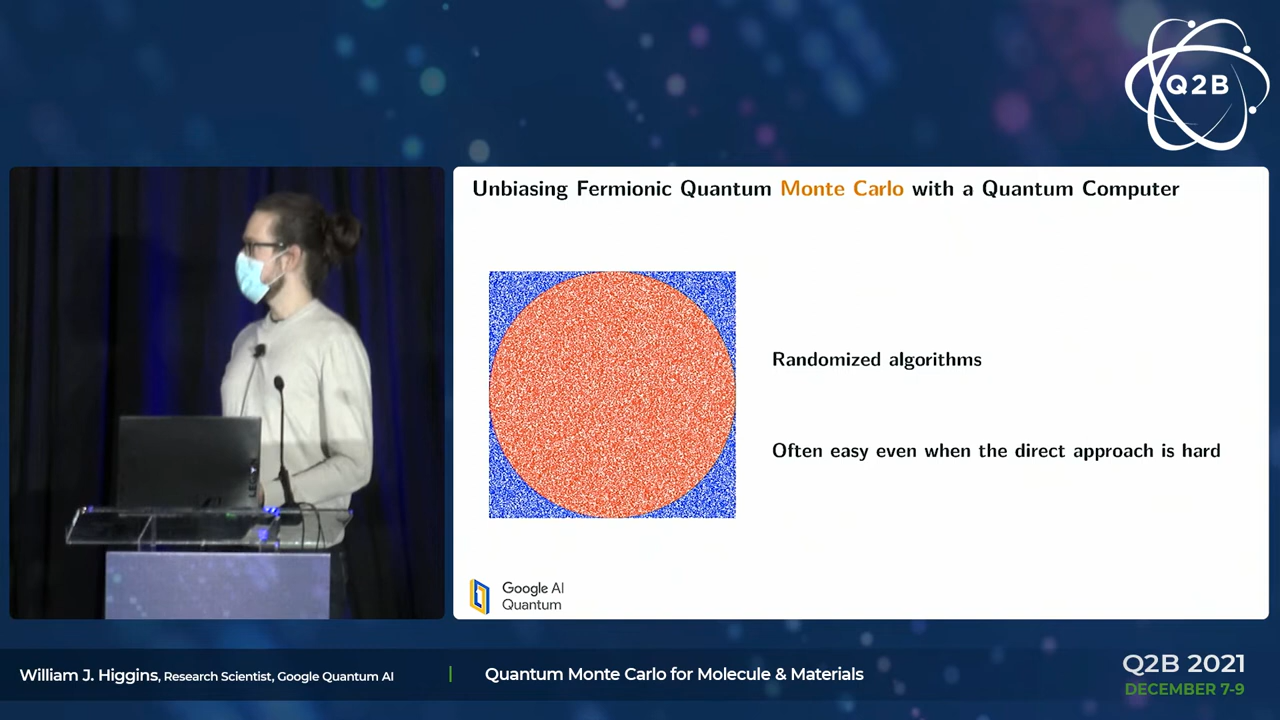 Q2B
Unbiasing Fermionic Quantum Monte Carlo with a Quantum Computer
Randomized algorithms
Often easy even when the direct approach is hard
Google AI
Quantum
William J. Higgins, Research Scientist, Google Quantum AI
Quantum Monte Carlo for Molecule & Materials
Q2B 2021
DECEMBER 7-9